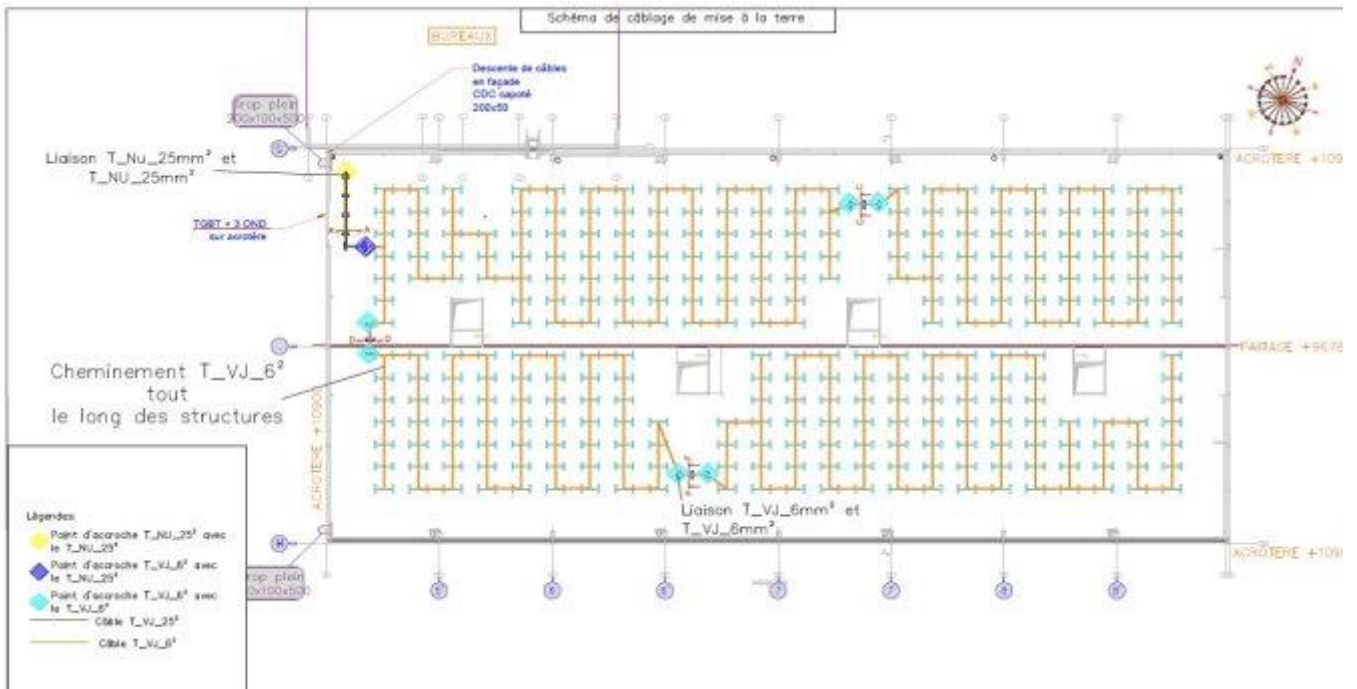 Schéma de câblage de mise à la terre
BUREAUX
Descente de câbles
en façade
CDC capoté
200x50
N
trop plein
200x100x500
Liaison T_Nu_25mm² et
T_NU_25mm²
TGBT + 3 OND
sur acrotère
ACROTERE +109
FAITAGE +9678
Cheminement T_VJ_6²
tout
le long des structures
ACROTERE +1090
Liaison T_VJ_6mm² et
T_VJ_6mm²
ACROTERE +109
trop plein
Légendes:
Point d'accroche T_NU_25² avec
le T_NU_25²
Point d'accroche T_VJ_6² avec
le T_NU_25²
Point d'accroche T_VJ_6² avec
le T_VJ_6²
Câble T_VJ_25²
Câble T_VJ_6²